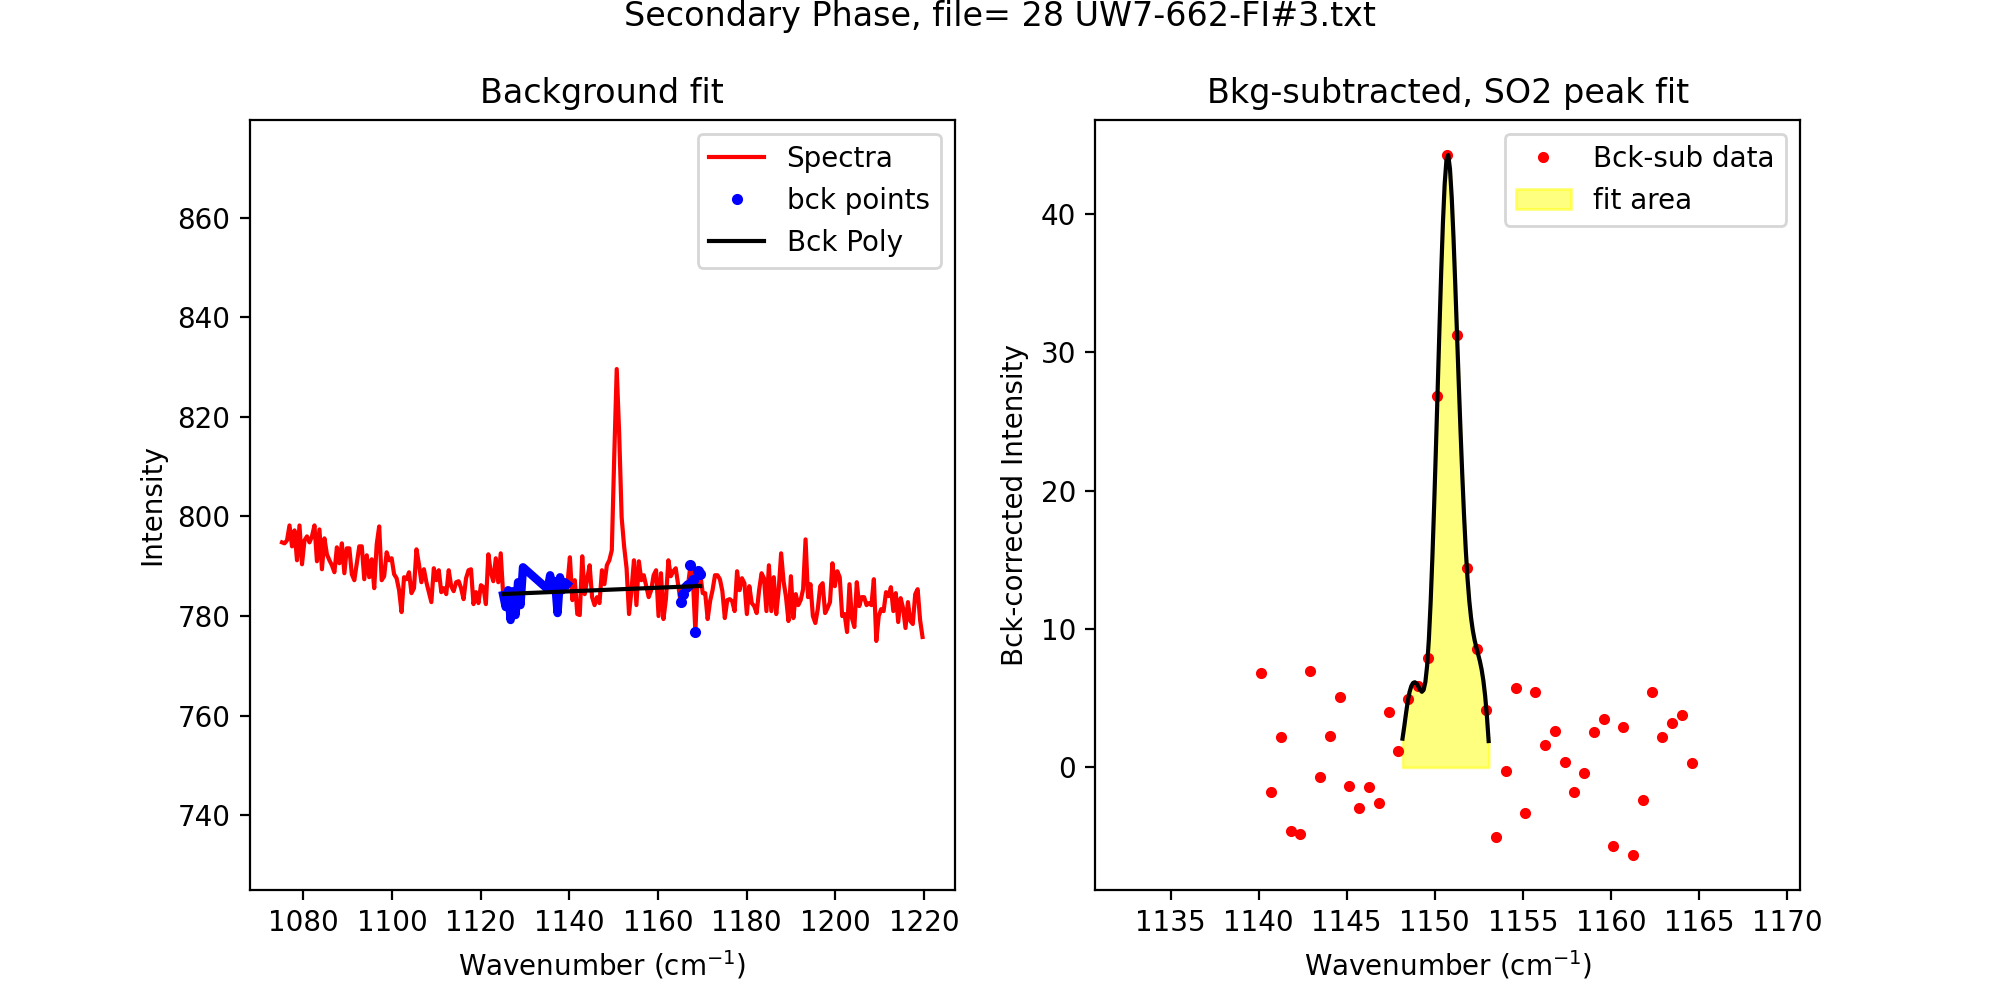 Secondary Phase, file= 28 UW7-662-FI#3.txt
Background fit
Spectra
bck points
Bck Poly
860
840
820
800
780
760
740
Intensity
1080 1100 1120 1140 1160 1180 1200 1220
Wavenumber (cm⁻¹)
Bkg-subtracted, SO2 peak fit
Bck-sub data
fit area
40
30
20
10
0
Bck-corrected Intensity
1135 1140 1145 1150 1155 1160 1165 1170
Wavenumber (cm⁻¹)